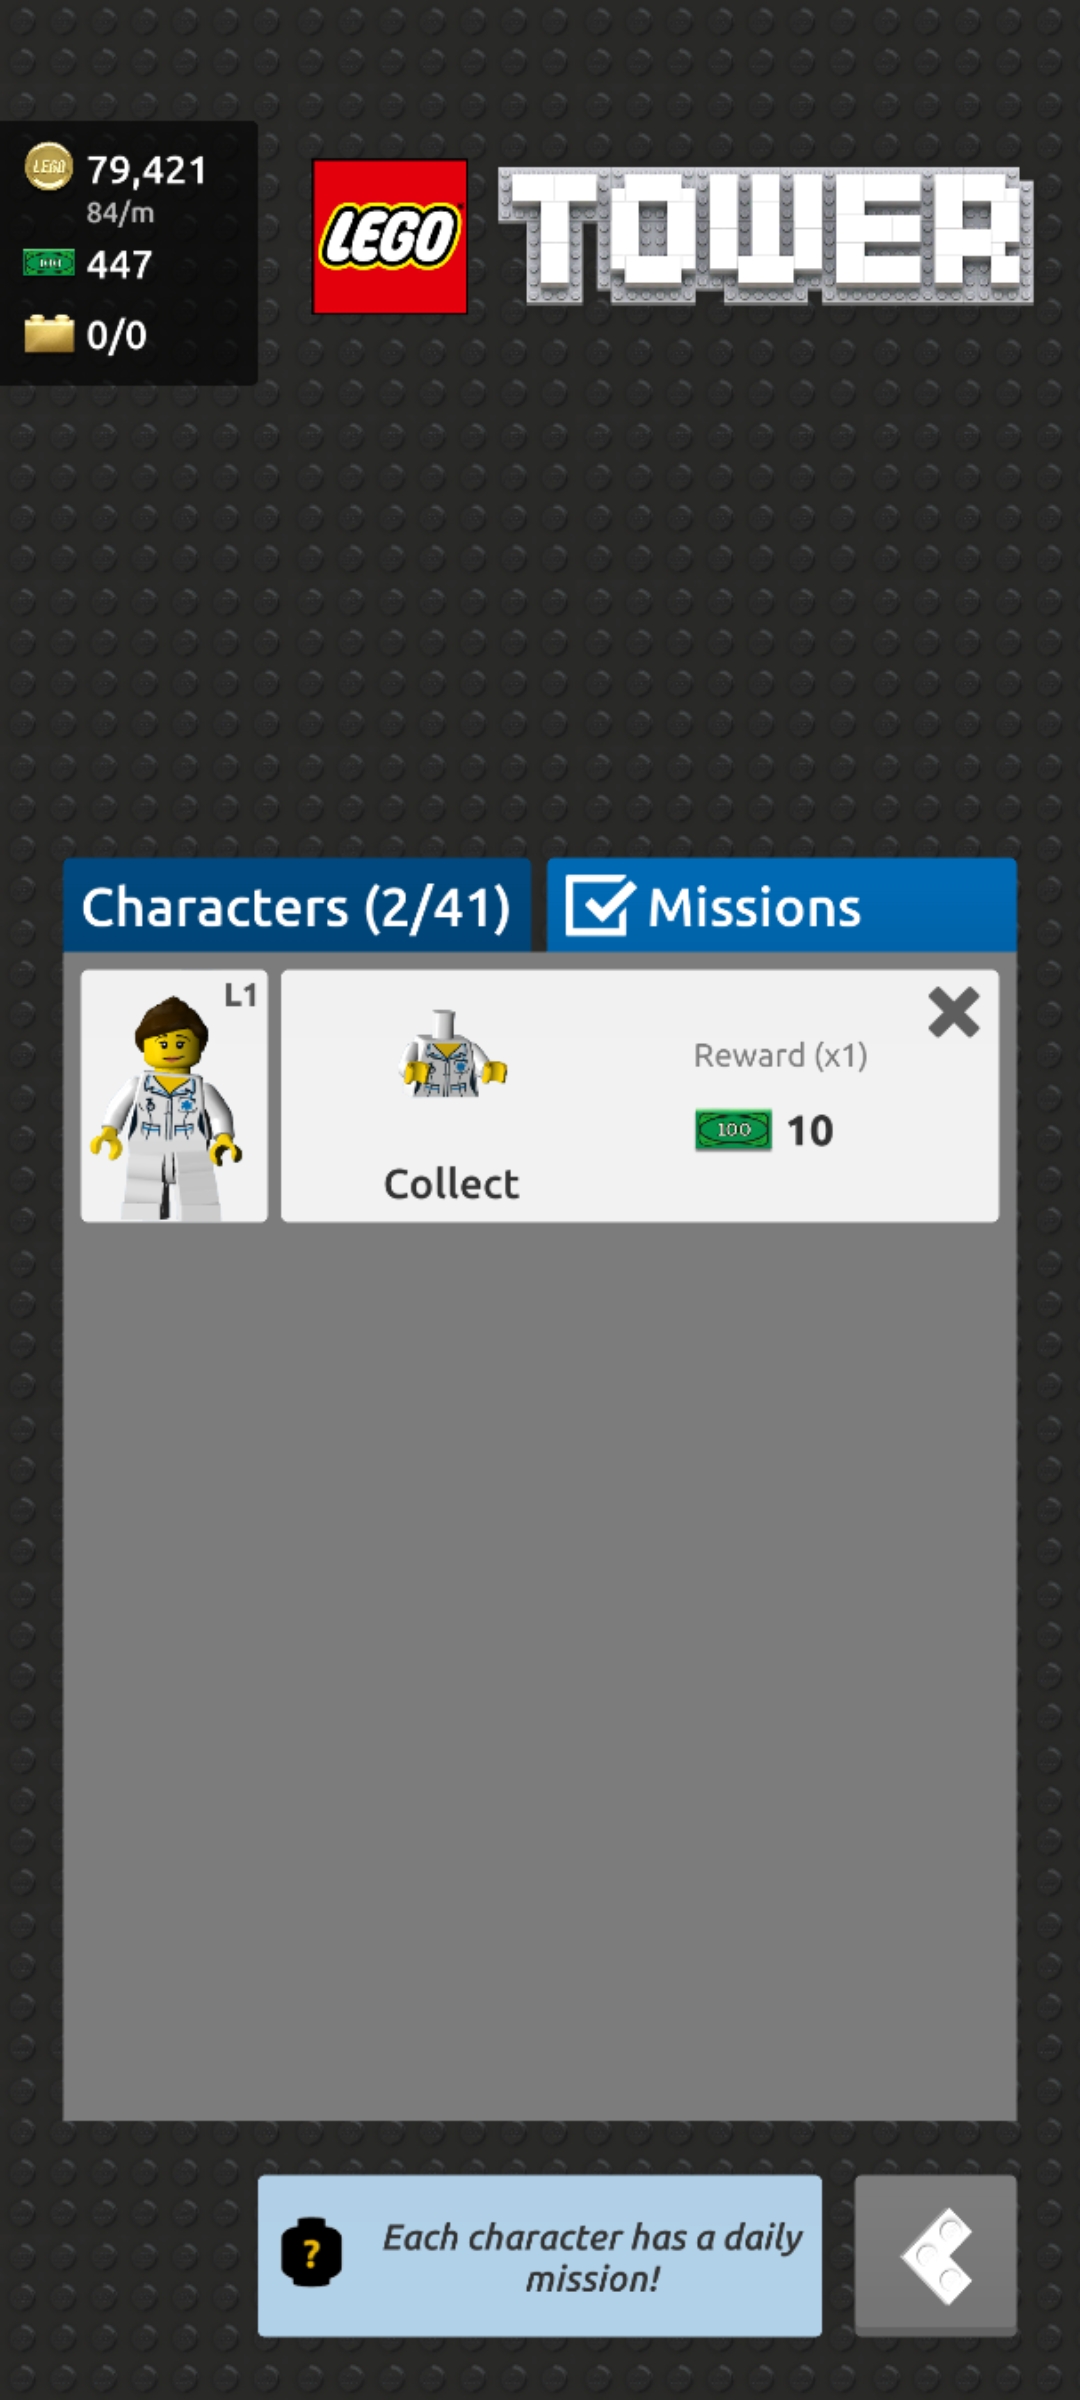 LEGO
79,421
84/m
447
0/0
LEGO
TOWER
Characters (2/41)
Missions
L1
Reward (x1)
100
10
Collect
?
Each character has a daily
mission!